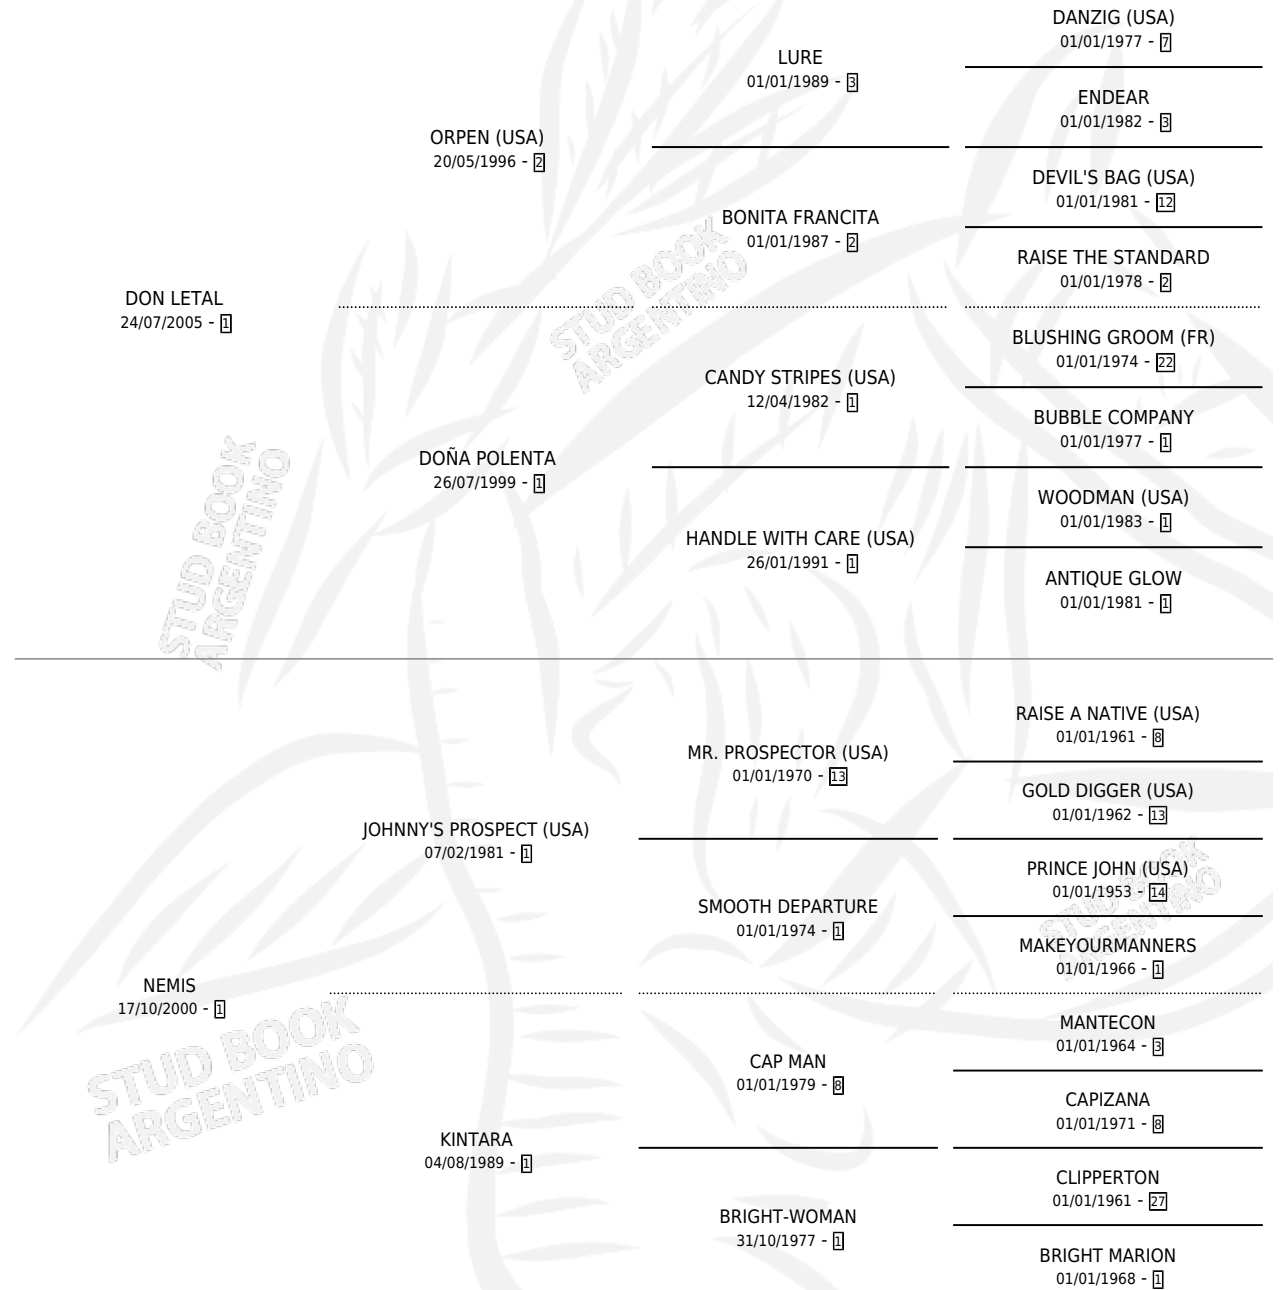 DANZIG (USA)
01/01/1977 - 7
LURE
01/01/1989 - 3
ENDEAR
01/01/1982 - 3
ORPEN (USA)
20/05/1996 - 2
DEVIL'S BAG (USA)
01/01/1981 - 12
BONITA FRANCITA
01/01/1987 - 2
RAISE THE STANDARD
01/01/1978 - 2
DON LETAL
24/07/2005 - 1
BLUSHING GROOM (FR)
01/01/1974 - 22
CANDY STRIPES (USA)
12/04/1982 - 1
BUBBLE COMPANY
01/01/1977 - 1
DOÑA POLENTA
26/07/1999 - 1
WOODMAN (USA)
01/01/1983 - 1
HANDLE WITH CARE (USA)
26/01/1991 - 1
ANTIQUE GLOW
01/01/1981 - 1
RAISE A NATIVE (USA)
01/01/1961 - 8
MR. PROSPECTOR (USA)
01/01/1970 - 13
GOLD DIGGER (USA)
01/01/1962 - 13
JOHNNY'S PROSPECT (USA)
07/02/1981 - 1
PRINCE JOHN (USA)
01/01/1953 - 14
SMOOTH DEPARTURE
01/01/1974 - 1
MAKEYOURMANNERS
01/01/1966 - 1
NEMIS
17/10/2000 - 1
MANTECON
01/01/1964 - 3
CAP MAN
01/01/1979 - 8
CAPIZANA
01/01/1971 - 8
KINTARA
04/08/1989 - 1
CLIPPERTON
01/01/1961 - 27
BRIGHT-WOMAN
31/10/1977 - 1
BRIGHT MARION
01/01/1968 - 1
STUD BOOK
ARGENTINO
STUD BOOK
ARGENTINO
STUD BOOK
ARGENTINO
STUD BOOK
ARGENTINO